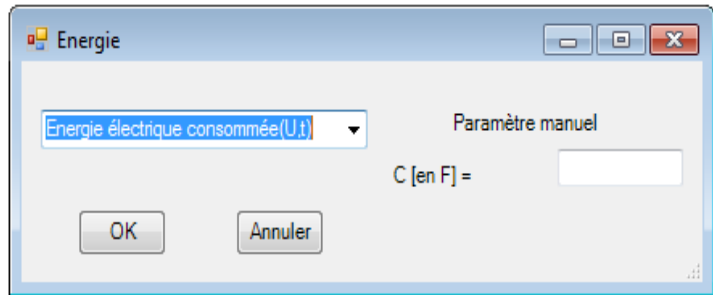 Energie
Energie électrique consommée(U,t)
Paramètre manuel
C [en F] =
OK
Annuler